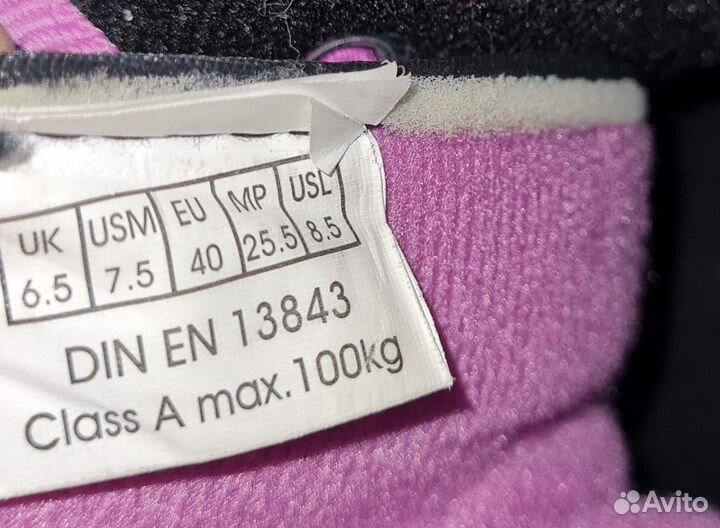 UK USM EU MP USL
6.5 7.5 40 25.5 8.5
DIN EN 13843
Class A max.100kg
Avito